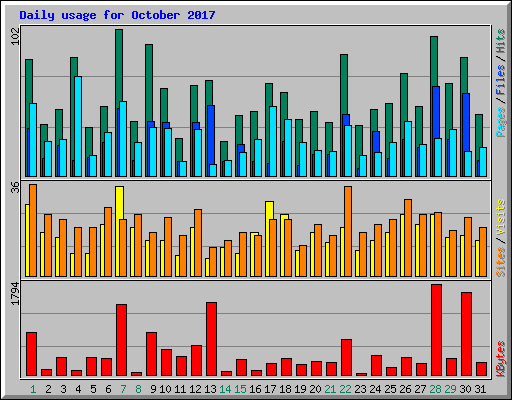 Daily usage for October 2017
102
Pages / Files / Hits
36
Sites / Visits
1794
KBytes
1 2 3 4 5 6 7 8 9 10 11 12 13 14 15 16 17 18 19 20 21 22 23 24 25 26 27 28 29 30 31